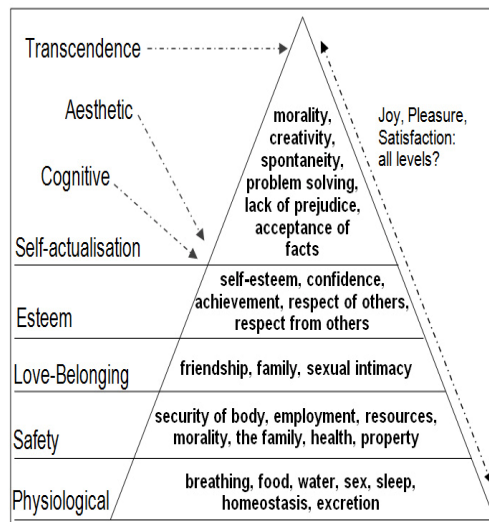 Transcendence
Aesthetic
Cognitive
morality,
creativity,
spontaneity,
problem solving,
lack of prejudice,
acceptance of
facts
Joy, Pleasure,
Satisfaction:
all levels?
Self-actualisation
self-esteem, confidence,
achievement, respect of others,
respect from others
Esteem
friendship, family, sexual intimacy
Love-Belonging
security of body, employment, resources,
morality, the family, health, property
Safety
breathing, food, water, sex, sleep,
homeostasis, excretion
Physiological